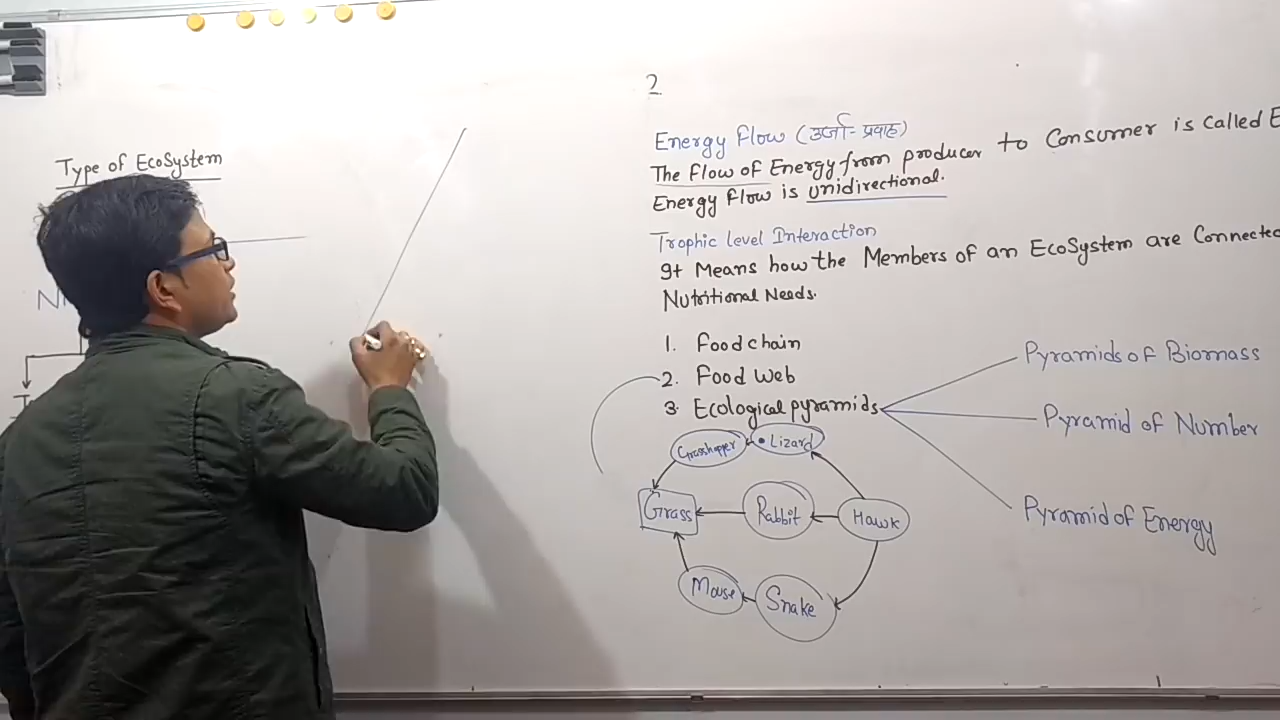 Type of EcoSystem
2
Energy flow (उर्जा- प्रवाह)
The flow of Energy from producer to Consumer is Called E
Energy Flow is unidirectional.
Trophic level Interaction
9t Means how the Members of an EcoSystem are Connected
Nutritional Needs.
1. Food chain
2. Food Web
3. Ecological pyramids
Pyramids of Biomass
Pyramid of Number
Pyramid of Energy
Grasshopper
Lizard
Grass
Rabbit
Hawk
Mouse
Snake